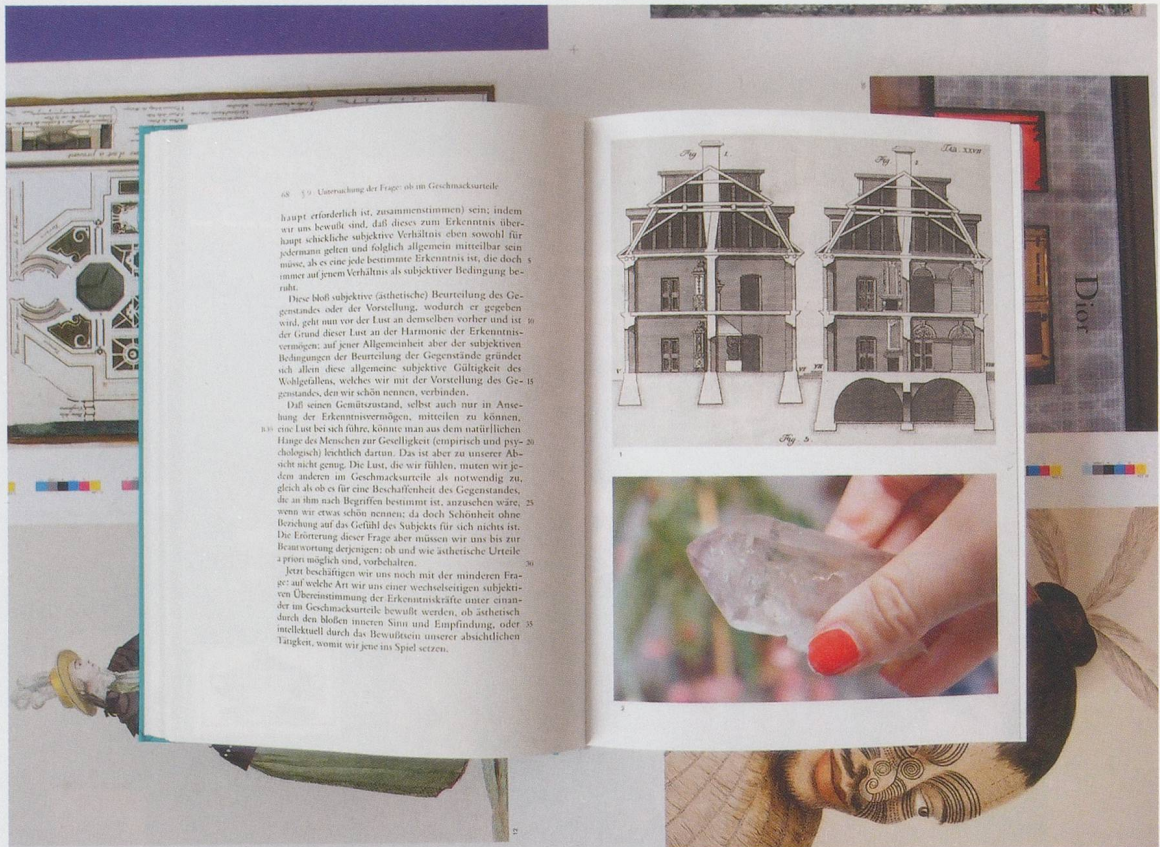 68 § 9. Untersuchung der Frage: ob im Geschmacksurteile
haupt erforderlich ist, zusammenstimmen) sein; indem
wir uns bewußt sind, daß dieses zum Erkenntnis über-
haupt schickliche subjektive Verhältnis eben sowohl für
jedermann gelten und folglich allgemein mitteilbar sein
müsse, als es eine jede bestimmte Erkenntnis ist, die doch 5
immer auf jenem Verhältnis als subjektiver Bedingung be-
ruht.
Diese bloß subjektive (ästhetische) Beurteilung des Ge-
genstandes oder der Vorstellung, wodurch er gegeben
wird, geht nun vor der Lust an demselben vorher und ist 10
der Grund dieser Lust an der Harmonie der Erkenntnis-
vermögen; auf jener Allgemeinheit aber der subjektiven
Bedingungen der Beurteilung der Gegenstände gründet
sich allein diese allgemeine subjektive Gültigkeit des
Wohlgefallens, welches wir mit der Vorstellung des Ge- 15
genstandes, den wir schön nennen, verbinden.
Daß seinen Gemütszustand, selbst auch nur in Anse-
hung der Erkenntnisvermögen, mitteilen zu können,
eine Lust bei sich führe, könnte man aus dem natürlichen
Hange des Menschen zur Geselligkeit (empirisch und psy- 20
chologisch) leichtlich dartun. Das ist aber zu unserer Ab-
sicht nicht genug. Die Lust, die wir fühlen, muten wir je-
dem anderen im Geschmacksurteile als notwendig zu,
gleich als ob es für eine Beschaffenheit des Gegenstandes,
die an ihm nach Begriffen bestimmt ist, anzusehen wäre, 25
wenn wir etwas schön nennen; da doch Schönheit ohne
Beziehung auf das Gefühl des Subjekts für sich nichts ist.
Die Erörterung dieser Frage aber müssen wir uns bis zur
Beantwortung derjenigen: ob und wie ästhetische Urteile
a priori möglich sind, vorbehalten. 30
Jetzt beschäftigen wir uns noch mit der minderen Fra-
ge: auf welche Art wir uns einer wechselseitigen subjekti-
ven Übereinstimmung der Erkenntniskräfte unter einan-
der im Geschmacksurteile bewußt werden, ob ästhetisch
durch den bloßen inneren Sinn und Empfindung, oder 35
intellektuell durch das Bewußtsein unserer absichtlichen
Tätigkeit, womit wir jene ins Spiel setzen.
Fig. 1.
Fig. 2.
Tab. XXVII
Fig. 3
1
2
Dior